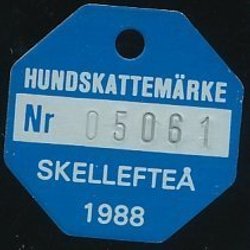 HUNDSKATTEMÄRKE
Nr 05061
SKELLEFTEÅ
1988